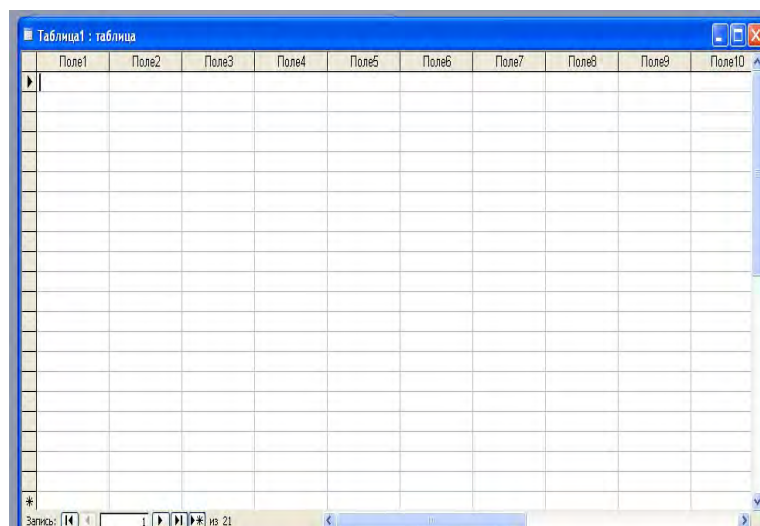 Таблица1 : таблица
Поле1 Поле2 Поле3 Поле4 Поле5 Поле6 Поле7 Поле8 Поле9 Поле10
Запись: 1 из 21